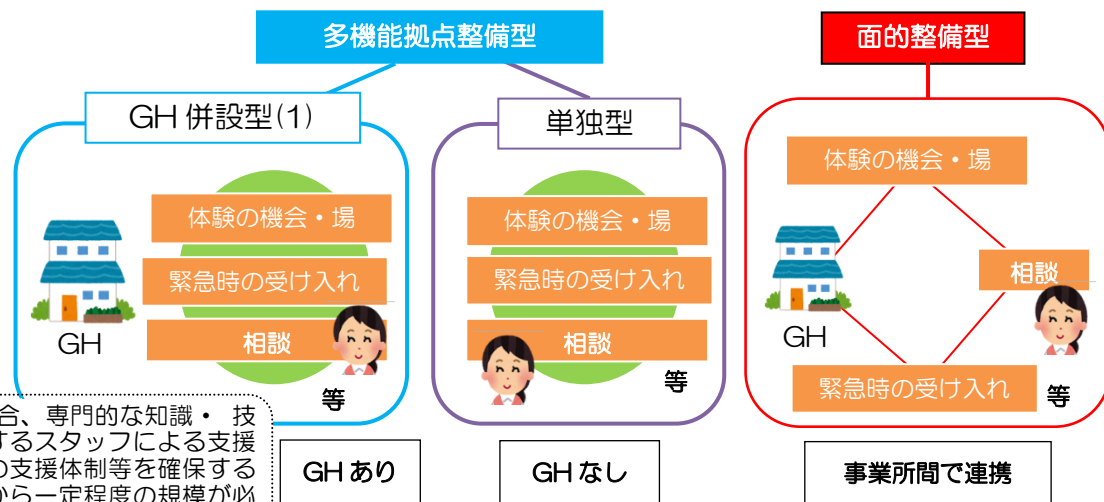 多機能拠点整備型
面的整備型
GH 併設型(1)
単独型
体験の機会・場
緊急時の受け入れ
相談
GH
等
体験の機会・場
緊急時の受け入れ
相談
等
体験の機会・場
相談
GH
緊急時の受け入れ
等
合、専門的な知識・ 技
するスタッフによる支援
の支援体制等を確保する
から一定程度の規模が必
GH あり
GH なし
事業所間で連携